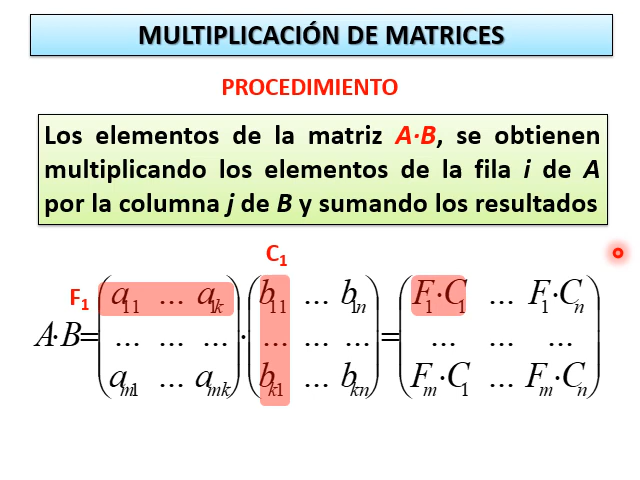 MULTIPLICACIÓN DE MATRICES
PROCEDIMIENTO
Los elementos de la matriz A·B, se obtienen
multiplicando los elementos de la fila i de A
por la columna j de B y sumando los resultados
C₁
F₁ a₁₁ ... a₁ₖ b₁₁ ... b₁ₙ F₁·C₁ ... F₁·Cₙ
A·B= ... ... ... · ... ... ... = ... ... ...
aₘ₁ ... aₘₖ bₖ₁ ... bₖₙ Fₘ·C₁ ... Fₘ·Cₙ